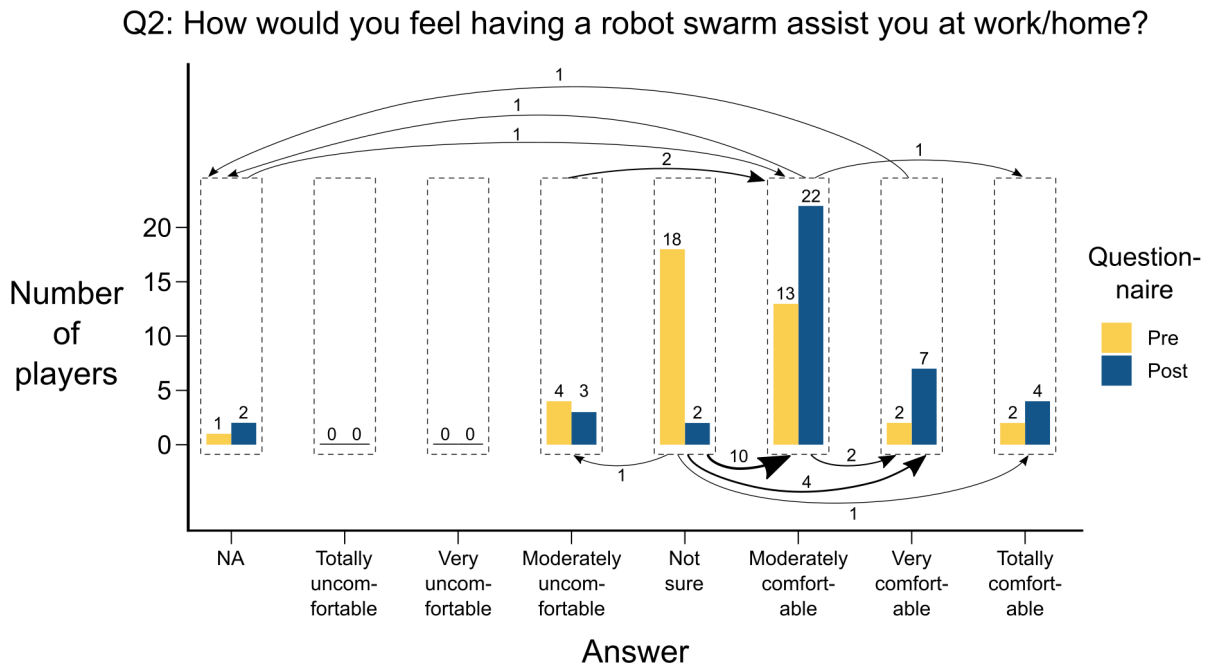 Q2: How would you feel having a robot swarm assist you at work/home?
1
1
1
2
1
22
20
18
15
13
10
7
5
4
3
4
2
2
2
2
1
2
0 0
0 0
0
10
2
1
4
1
Number
of
players
Question-
naire
Pre
Post
NA
Totally
uncom-
fortable
Very
uncom-
fortable
Moderately
uncom-
fortable
Not
sure
Moderately
comfort-
able
Very
comfort-
able
Totally
comfort-
able
Answer